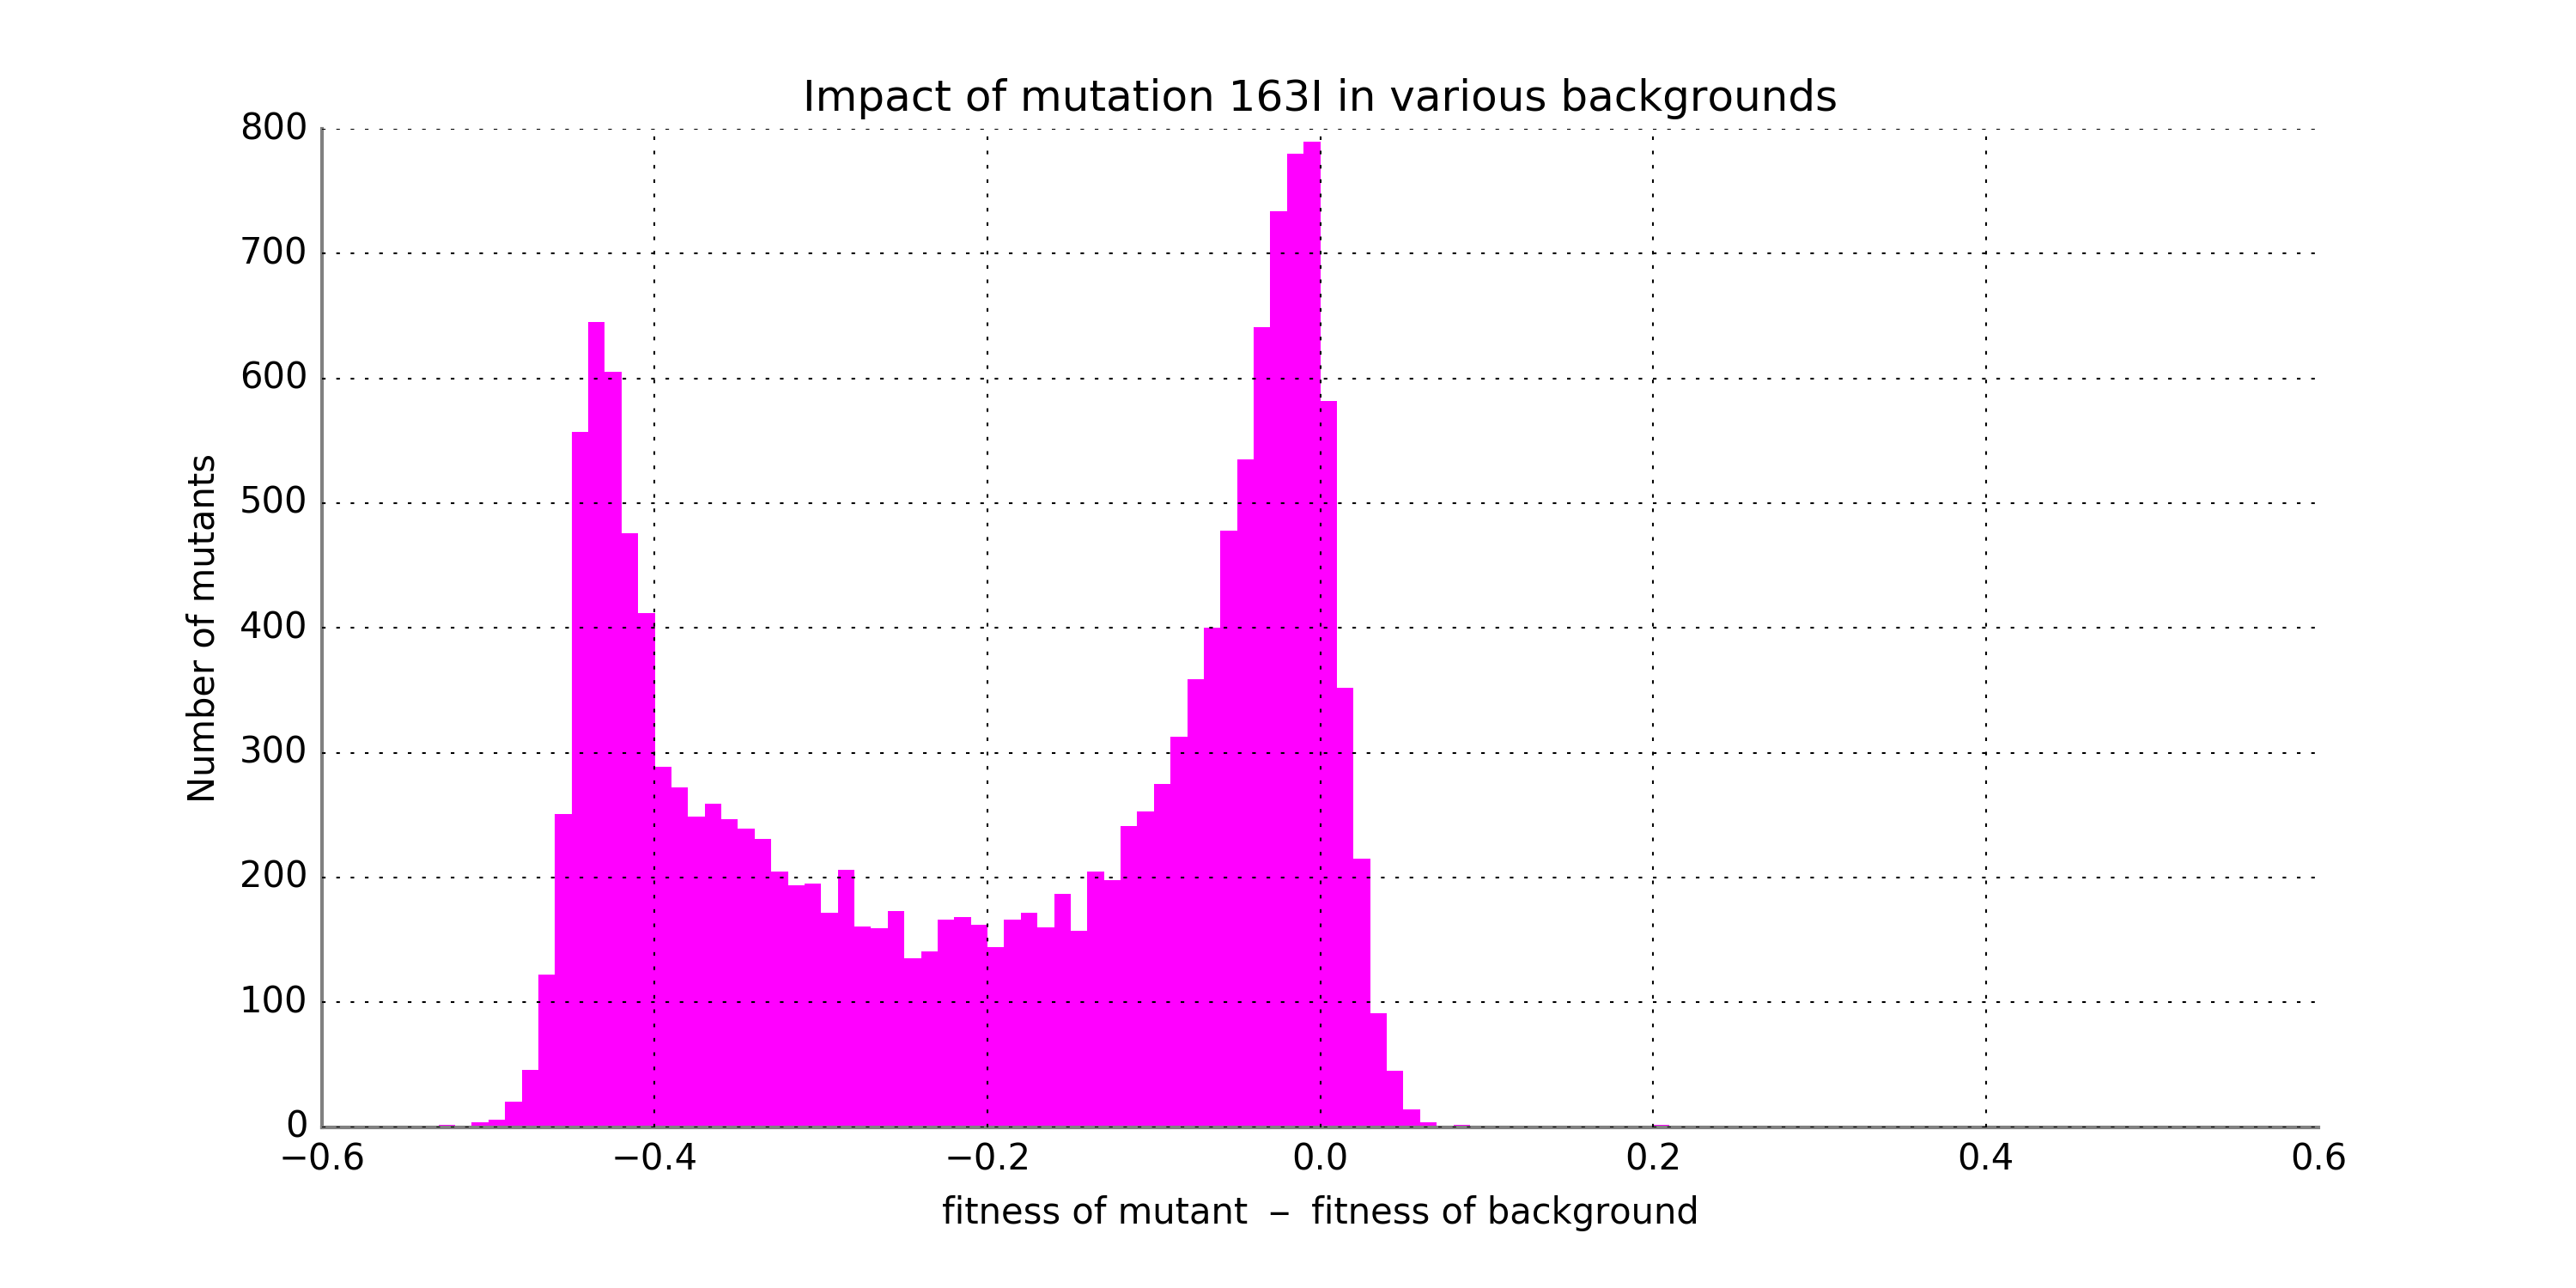 Impact of mutation 163I in various backgrounds
800
700
600
500
400
300
200
100
0
Number of mutants
−0.6 −0.4 −0.2 0.0 0.2 0.4 0.6
fitness of mutant − fitness of background